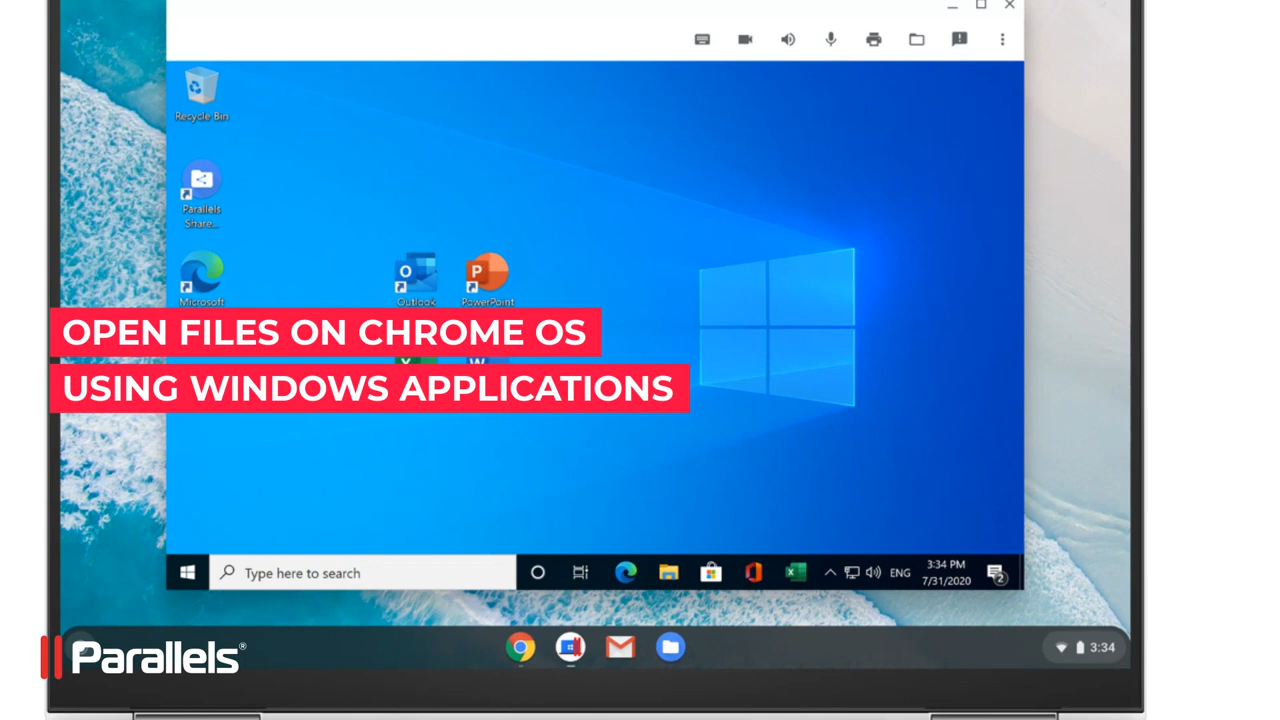 Recycle Bin
Parallels
Share...
Microsoft
Outlook
PowerPoint
OPEN FILES ON CHROME OS
USING WINDOWS APPLICATIONS
Type here to search
ENG
3:34 PM
7/31/2020
2
3:34
Parallels®